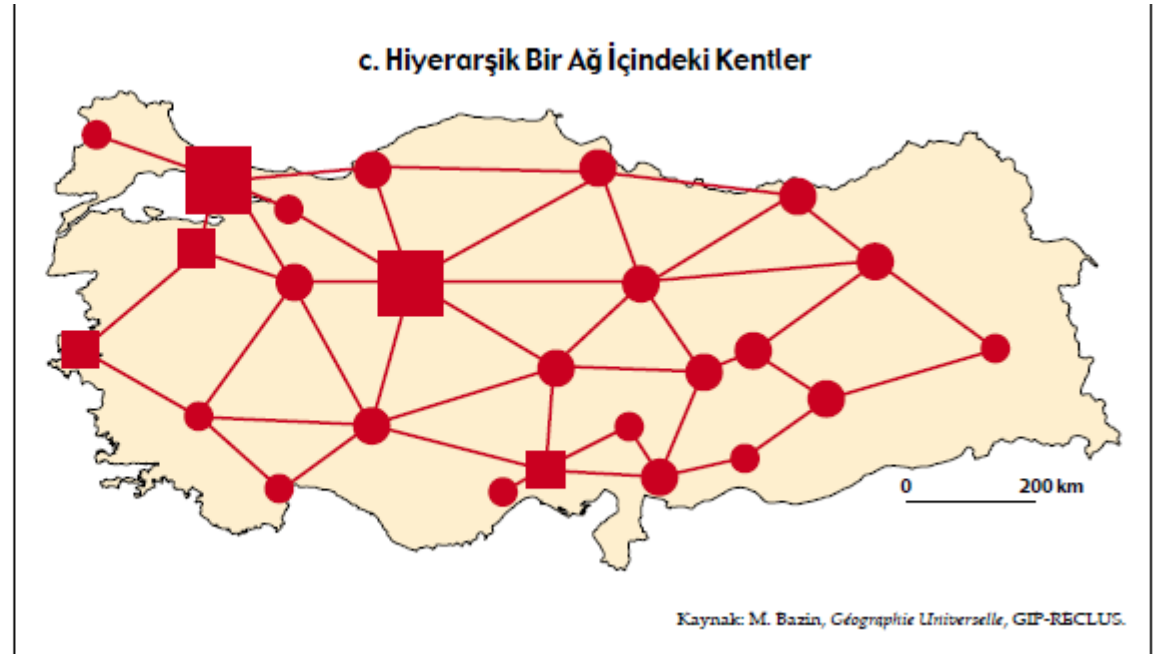 c. Hiyerarşik Bir Ağ İçindeki Kentler
0 200 km
Kaynak: M. Bazin, Géographie Universelle, GIP-RECLUS.